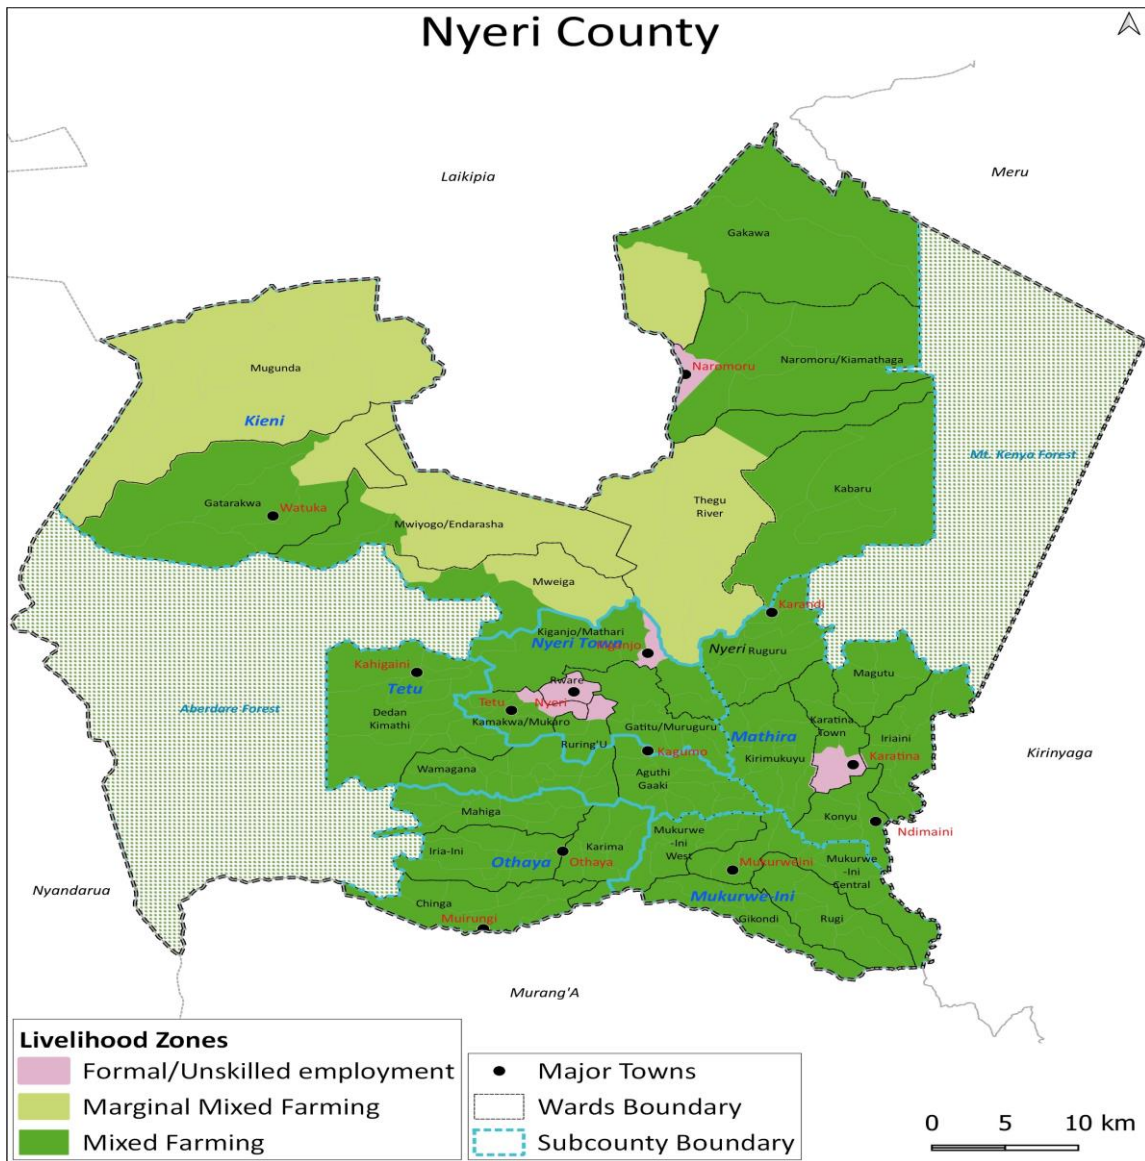 Nyeri County
Laikipia
Meru
Gakawa
Naromoru/Kiamathaga
Naromoru
Mugunda
Kieni
Mt. Kenya Forest
Kabaru
Thegu
River
Gatarakwa
Watuka
Mwiyogo/Endarasha
Mweiga
Karandi
Kiganjo/Mathari
Nyeri Town
Nyeri
Ruguru
Kahigaini
Magutu
Tetu
Rware
Tetu
Nyeri
Aberdare Forest
Dedan
Kimathi
Kamakwa/Mukaro
Gatitu/Muruguru
Karatina
Town
Iriaini
Mathira
Ruring'U
Kagumo
Kirimukuyu
Karatina
Kirinyaga
Wamagana
Aguthi
Gaaki
Mahiga
Konyu
Ndimaini
Mukurwe
-Ini
West
Karima
Iria-Ini
Othaya
Othaya
Mukurweini
Mukurwe
-Ini
Central
Nyandarua
Chinga
Mukurwe-Ini
Muirungi
Gikondi
Rugi
Murang'A
Livelihood Zones
Formal/Unskilled employment
Marginal Mixed Farming
Mixed Farming
Major Towns
Wards Boundary
Subcounty Boundary
0 5 10 km